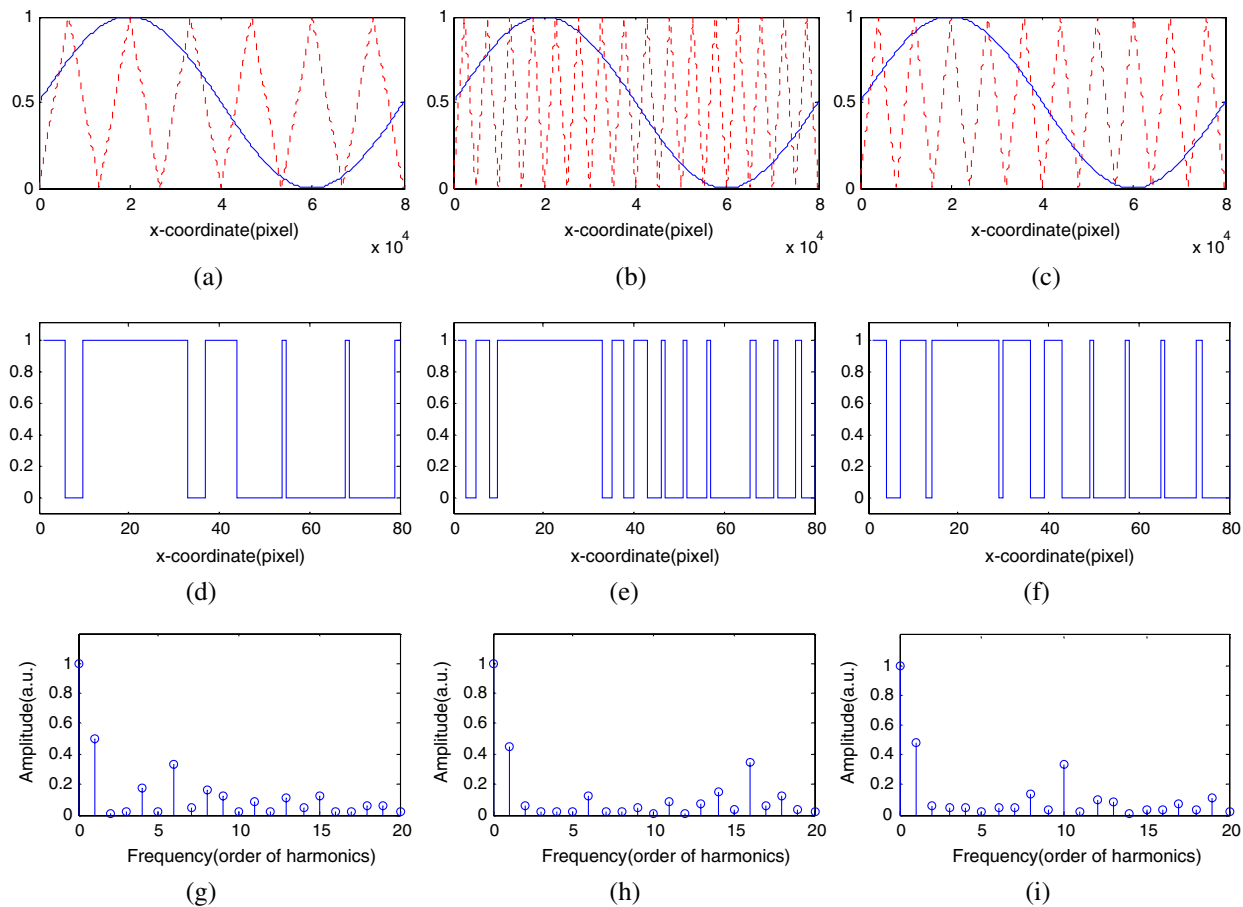 1
0.5
0
0 2 4 6 8
x-coordinate(pixel)
x 10^4
(a)
1
0.5
0
0 2 4 6 8
x-coordinate(pixel)
x 10^4
(b)
1
0.5
0
0 2 4 6 8
x-coordinate(pixel)
x 10^4
(c)
1
0.8
0.6
0.4
0.2
0
0 20 40 60 80
x-coordinate(pixel)
(d)
1
0.8
0.6
0.4
0.2
0
0 20 40 60 80
x-coordinate(pixel)
(e)
1
0.8
0.6
0.4
0.2
0
0 20 40 60 80
x-coordinate(pixel)
(f)
Amplitude(a.u.)
1
0.8
0.6
0.4
0.2
0
0 5 10 15 20
Frequency(order of harmonics)
(g)
Amplitude(a.u.)
1
0.8
0.6
0.4
0.2
0
0 5 10 15 20
Frequency(order of harmonics)
(h)
Amplitude(a.u.)
1
0.8
0.6
0.4
0.2
0
0 5 10 15 20
Frequency(order of harmonics)
(i)